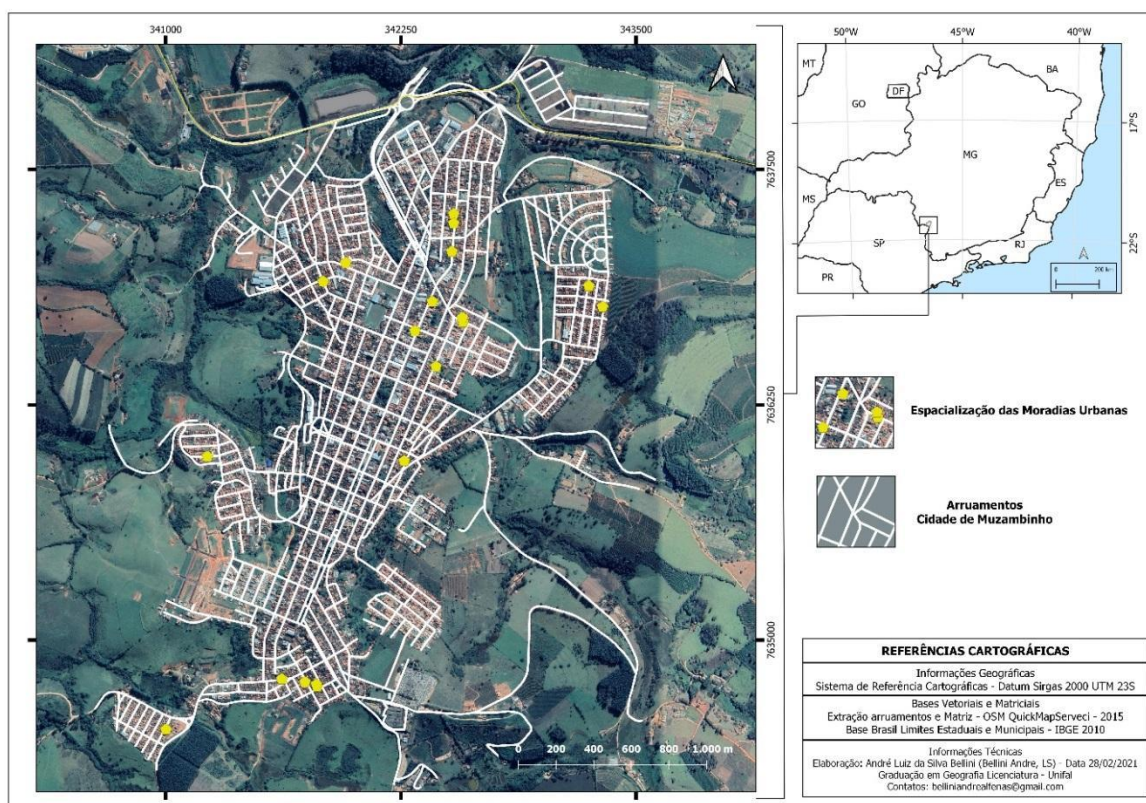 341000
342250
343500
7637500
7636250
7635000
0 200 400 600 800 1.000 m
50°W
45°W
40°W
MT
BA
GO
DF
17°S
MG
MS
ES
SP
RJ
22°S
PR
A
0 200 km
Espacialização das Moradias Urbanas
Arruamentos
Cidade de Muzambinho
REFERÊNCIAS CARTOGRÁFICAS
Informações Geográficas
Sistema de Referência Cartográficas - Datum Sirgas 2000 UTM 23S
Bases Vetoriais e Matriciais
Extração arruamentos e Matriz - OSM QuickMapServeci - 2015
Base Brasil Limites Estaduais e Municipais - IBGE 2010
Informações Técnicas
Elaboração: André Luiz da Silva Bellini (Bellini Andre, LS) - Data 28/02/2021
Graduação em Geografia Licenciatura - Unifal
Contatos: belliniandrealfenas@gmail.com